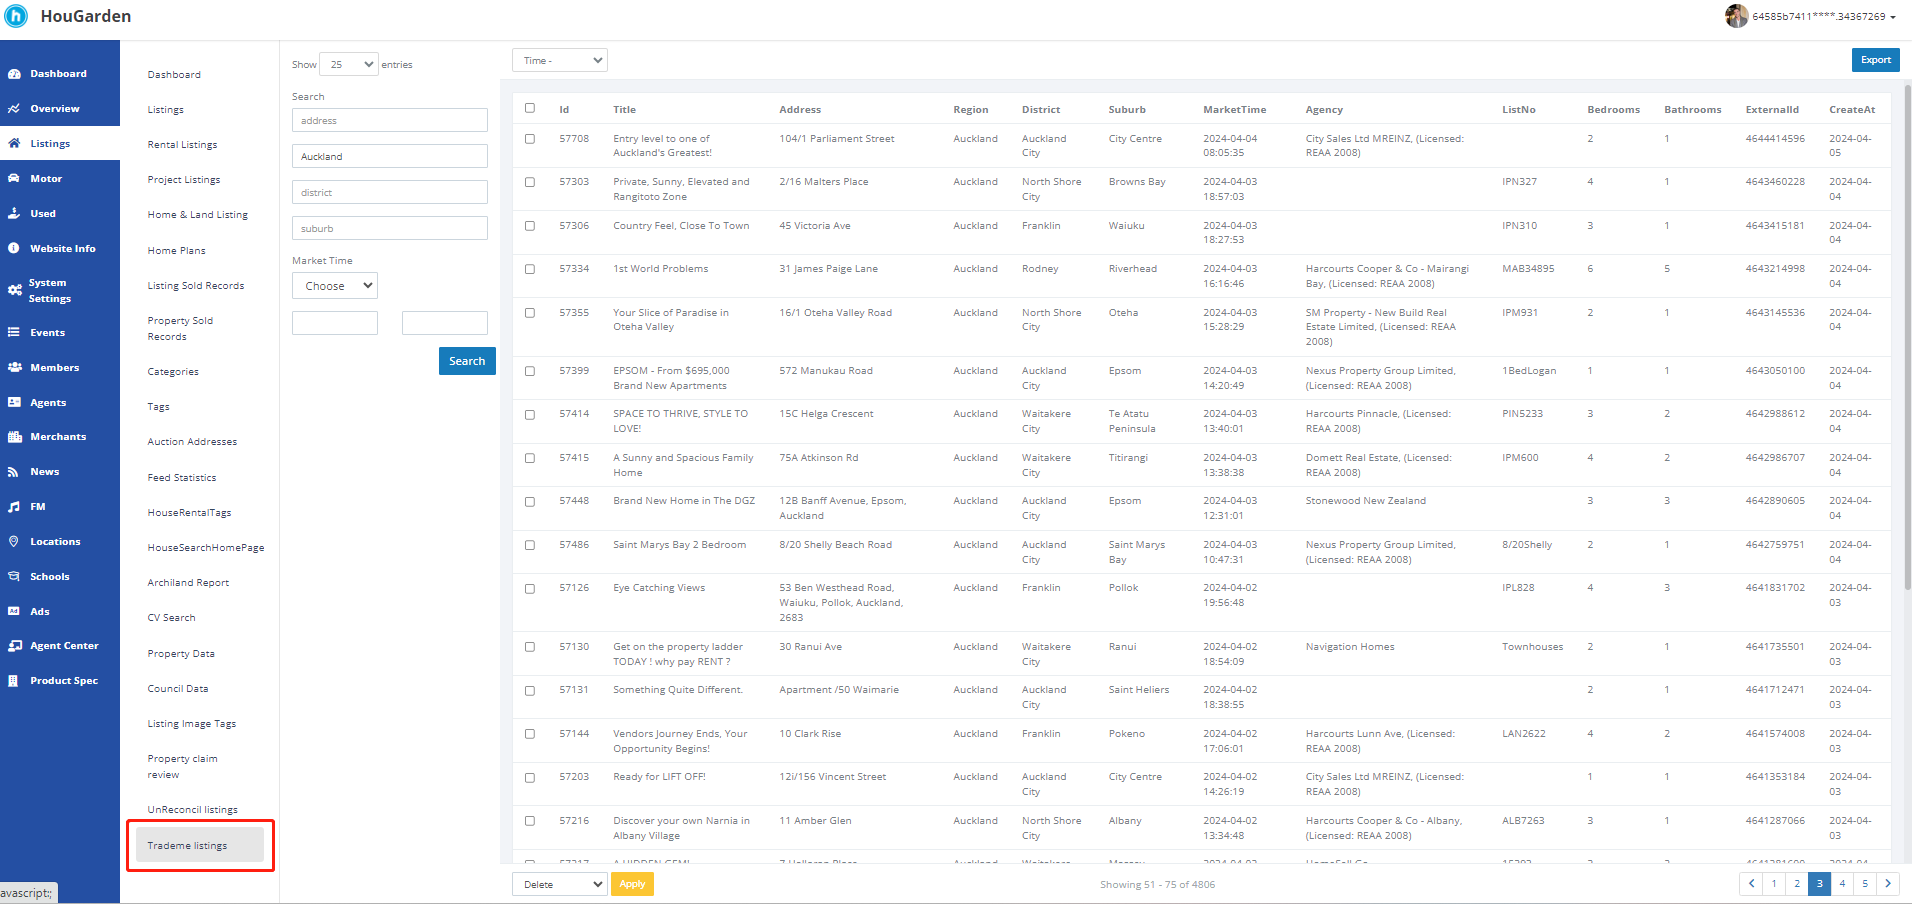 HouGarden
64585b7411****.34367269
Dashboard
Overview
Listings
Motor
Used
Website Info
System
Settings
Events
Members
Agents
Merchants
News
FM
Locations
Schools
Ads
Agent Center
Product Spec
avascript:;
Dashboard
Listings
Rental Listings
Project Listings
Home & Land Listing
Home Plans
Listing Sold Records
Property Sold
Records
Categories
Tags
Auction Addresses
Feed Statistics
HouseRentalTags
HouseSearchHomePage
Archiland Report
CV Search
Property Data
Council Data
Listing Image Tags
Property claim
review
UnReconcil listings
Trademe listings
Show 25 entries
Search
address
Auckland
district
suburb
Market Time
Choose
Search
Time -
Export
Id Title Address Region District Suburb MarketTime Agency ListNo Bedrooms Bathrooms ExternalId CreateAt
57708 Entry level to one of 104/1 Parliament Street Auckland Auckland City Centre 2024-04-04 City Sales Ltd MREINZ, (Licensed: 2 1 4644414596 2024-04-
Auckland's Greatest! City 08:05:35 REAA 2008) 05
57303 Private, Sunny, Elevated and 2/16 Malters Place Auckland North Shore Browns Bay 2024-04-03 IPN327 4 1 4643460228 2024-04-
Rangitoto Zone City 18:57:03 04
57306 Country Feel, Close To Town 45 Victoria Ave Auckland Franklin Waiuku 2024-04-03 IPN310 3 1 4643415181 2024-04-
18:27:53 04
57334 1st World Problems 31 James Paige Lane Auckland Rodney Riverhead 2024-04-03 Harcourts Cooper & Co - Mairangi MAB34895 6 5 4643214998 2024-04-
16:16:46 Bay, (Licensed: REAA 2008) 04
57355 Your Slice of Paradise in 16/1 Oteha Valley Road Auckland North Shore Oteha 2024-04-03 SM Property - New Build Real IPM931 2 1 4643145536 2024-04-
Oteha Valley City 15:28:29 Estate Limited, (Licensed: REAA 04
2008)
57399 EPSOM - From $695,000 572 Manukau Road Auckland Auckland Epsom 2024-04-03 Nexus Property Group Limited, 1BedLogan 1 1 4643050100 2024-04-
Brand New Apartments City 14:20:49 (Licensed: REAA 2008) 04
57414 SPACE TO THRIVE, STYLE TO 15C Helga Crescent Auckland Waitakere Te Atatu 2024-04-03 Harcourts Pinnacle, (Licensed: PIN5233 3 2 4642988612 2024-04-
LOVE! City Peninsula 13:40:01 REAA 2008) 04
57415 A Sunny and Spacious Family 75A Atkinson Rd Auckland Waitakere Titirangi 2024-04-03 Domett Real Estate, (Licensed: IPM600 4 2 4642986707 2024-04-
Home City 13:38:38 REAA 2008) 04
57448 Brand New Home in The DGZ 12B Banff Avenue, Epsom, Auckland Auckland Epsom 2024-04-03 Stonewood New Zealand 3 3 4642890605 2024-04-
Auckland City 12:31:01 04
57486 Saint Marys Bay 2 Bedroom 8/20 Shelly Beach Road Auckland Auckland Saint Marys 2024-04-03 Nexus Property Group Limited, 8/20Shelly 2 1 4642759751 2024-04-
City Bay 10:47:31 (Licensed: REAA 2008) 04
57126 Eye Catching Views 53 Ben Westhead Road, Auckland Franklin Pollok 2024-04-02 IPL828 4 3 4641831702 2024-04-
Waiuku, Pollok, Auckland, 19:56:48 03
2683
57130 Get on the property ladder 30 Ranui Ave Auckland Waitakere Ranui 2024-04-02 Navigation Homes Townhouses 2 1 4641735501 2024-04-
TODAY ! why pay RENT ? City 18:54:09 03
57131 Something Quite Different. Apartment /50 Waimarie Auckland Auckland Saint Heliers 2024-04-02 2 1 4641712471 2024-04-
City 18:38:55 03
57144 Vendors Journey Ends, Your 10 Clark Rise Auckland Franklin Pokeno 2024-04-02 Harcourts Lunn Ave, (Licensed: LAN2622 4 2 4641574008 2024-04-
Opportunity Begins! 17:06:01 REAA 2008) 03
57203 Ready for LIFT OFF! 12i/156 Vincent Street Auckland Auckland City Centre 2024-04-02 City Sales Ltd MREINZ, (Licensed: 1 1 4641353184 2024-04-
City 14:26:19 REAA 2008) 03
57216 Discover your own Narnia in 11 Amber Glen Auckland North Shore Albany 2024-04-02 Harcourts Cooper & Co - Albany, ALB7263 3 1 4641287066 2024-04-
Albany Village City 13:34:48 (Licensed: REAA 2008) 03
Delete Apply Showing 51 - 75 of 4806 1 2 3 4 5